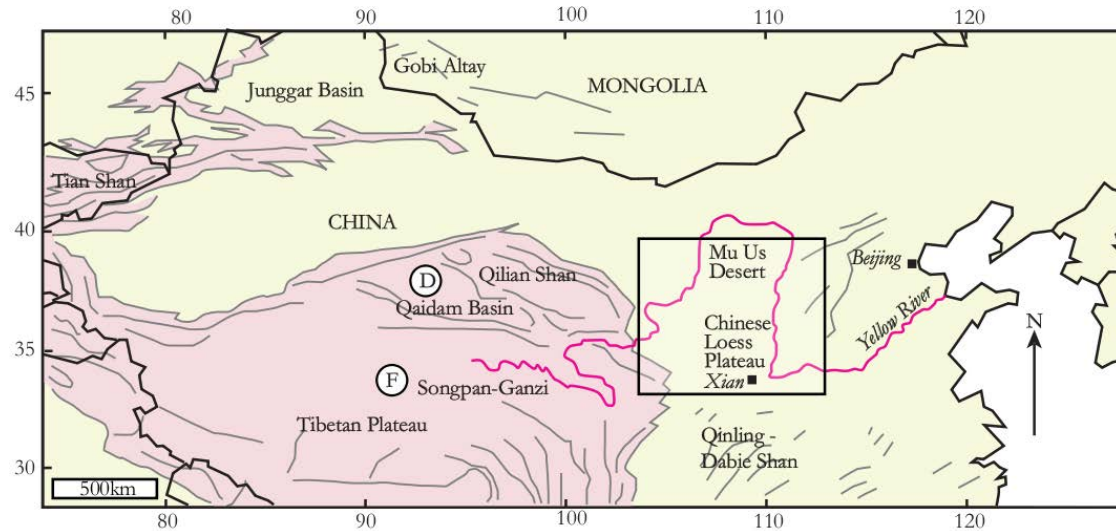 80
90
100
110
120
45
40
35
30
Gobi Altay
MONGOLIA
Junggar Basin
Tian Shan
CHINA
Mu Us
Desert
Beijing
Qilian Shan
D
Qaidam Basin
Yellow River
N
Chinese
Loess
Plateau
Xian
F
Songpan-Ganzi
Tibetan Plateau
Qinling -
Dabie Shan
500km
80
90
100
110
120